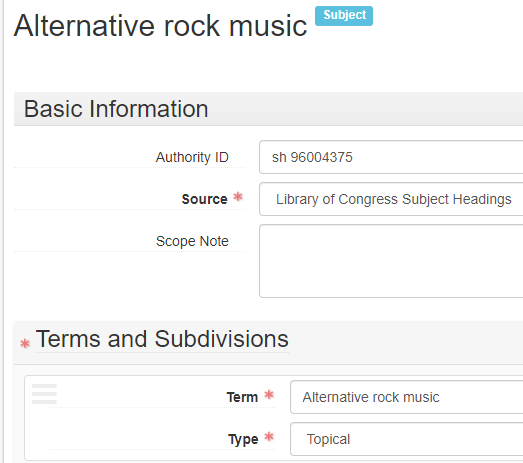 Alternative rock music Subject
Basic Information
Authority ID sh 96004375
Source * Library of Congress Subject Headings
Scope Note
* Terms and Subdivisions
Term * Alternative rock music
Type * Topical